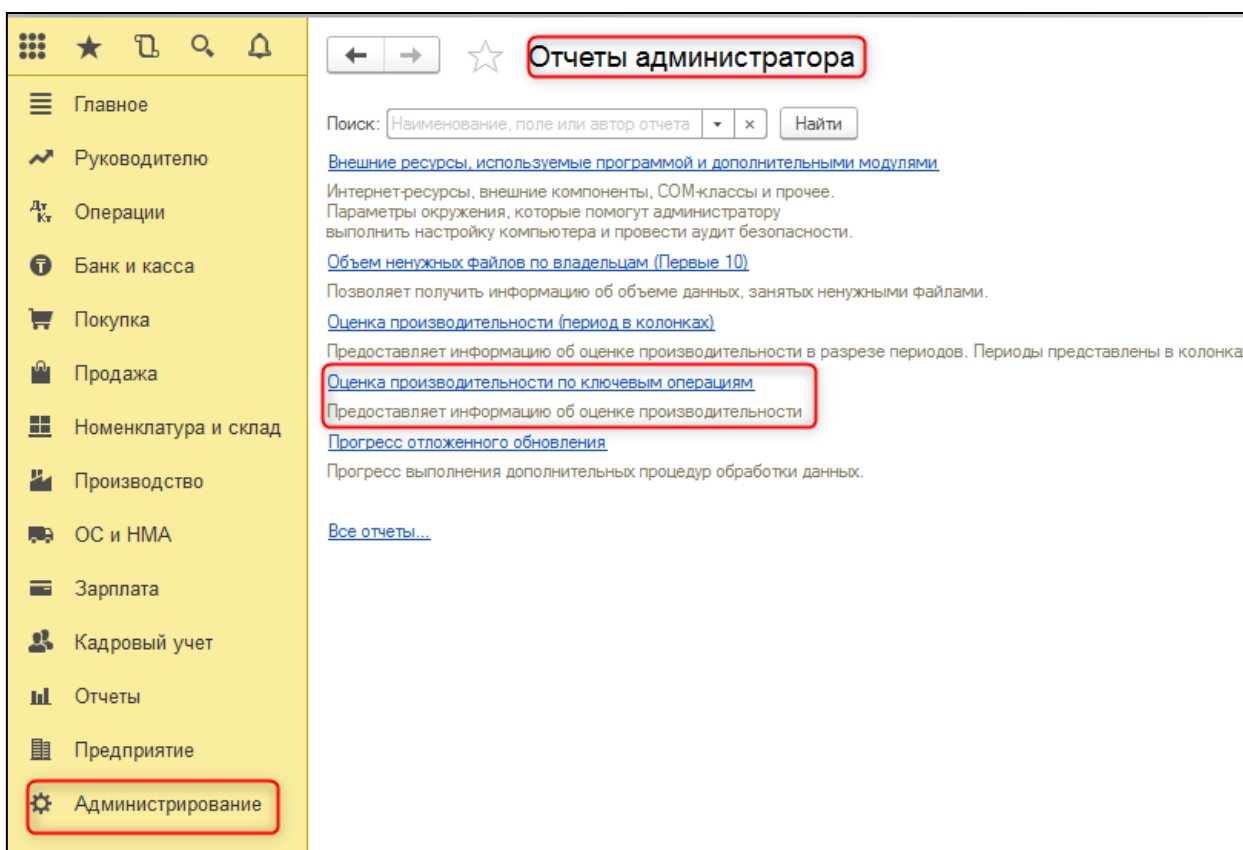 Отчеты администратора
Главное
Руководителю
Дт Кт Операции
Банк и касса
Покупка
Продажа
Номенклатура и склад
Производство
ОС и НМА
Зарплата
Кадровый учет
Отчеты
Предприятие
Администрирование
Поиск: Наименование, поле или автор отчета Найти
Внешние ресурсы, используемые программой и дополнительными модулями
Интернет-ресурсы, внешние компоненты, COM-классы и прочее.
Параметры окружения, которые помогут администратору
выполнить настройку компьютера и провести аудит безопасности.
Объем ненужных файлов по владельцам (Первые 10)
Позволяет получить информацию об объеме данных, занятых ненужными файлами.
Оценка производительности (период в колонках)
Предоставляет информацию об оценке производительности в разрезе периодов. Периоды представлены в колонка
Оценка производительности по ключевым операциям
Предоставляет информацию об оценке производительности
Прогресс отложенного обновления
Прогресс выполнения дополнительных процедур обработки данных.
Все отчеты...